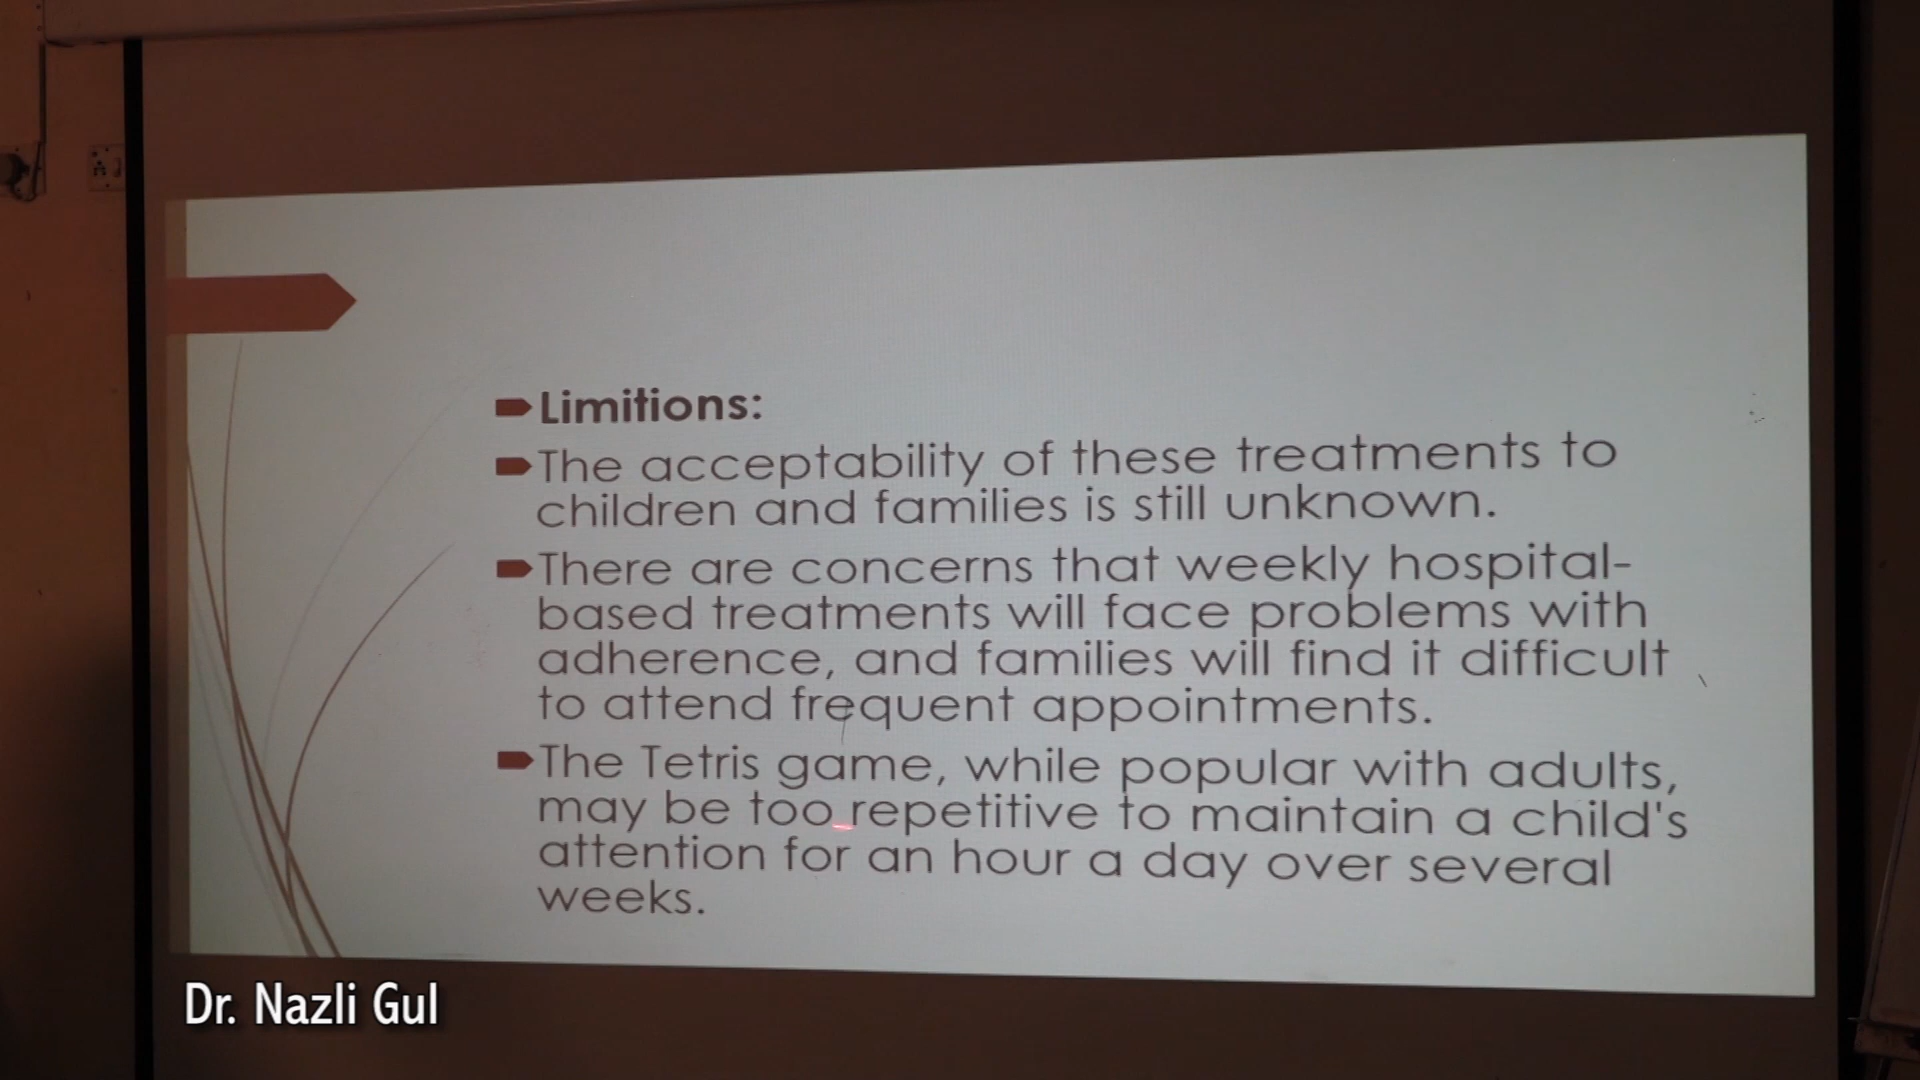 Limitions:
The acceptability of these treatments to
children and families is still unknown.
There are concerns that weekly hospital-
based treatments will face problems with
adherence, and families will find it difficult
to attend frequent appointments.
The Tetris game, while popular with adults,
may be too repetitive to maintain a child's
attention for an hour a day over several
weeks.
Dr. Nazli Gul